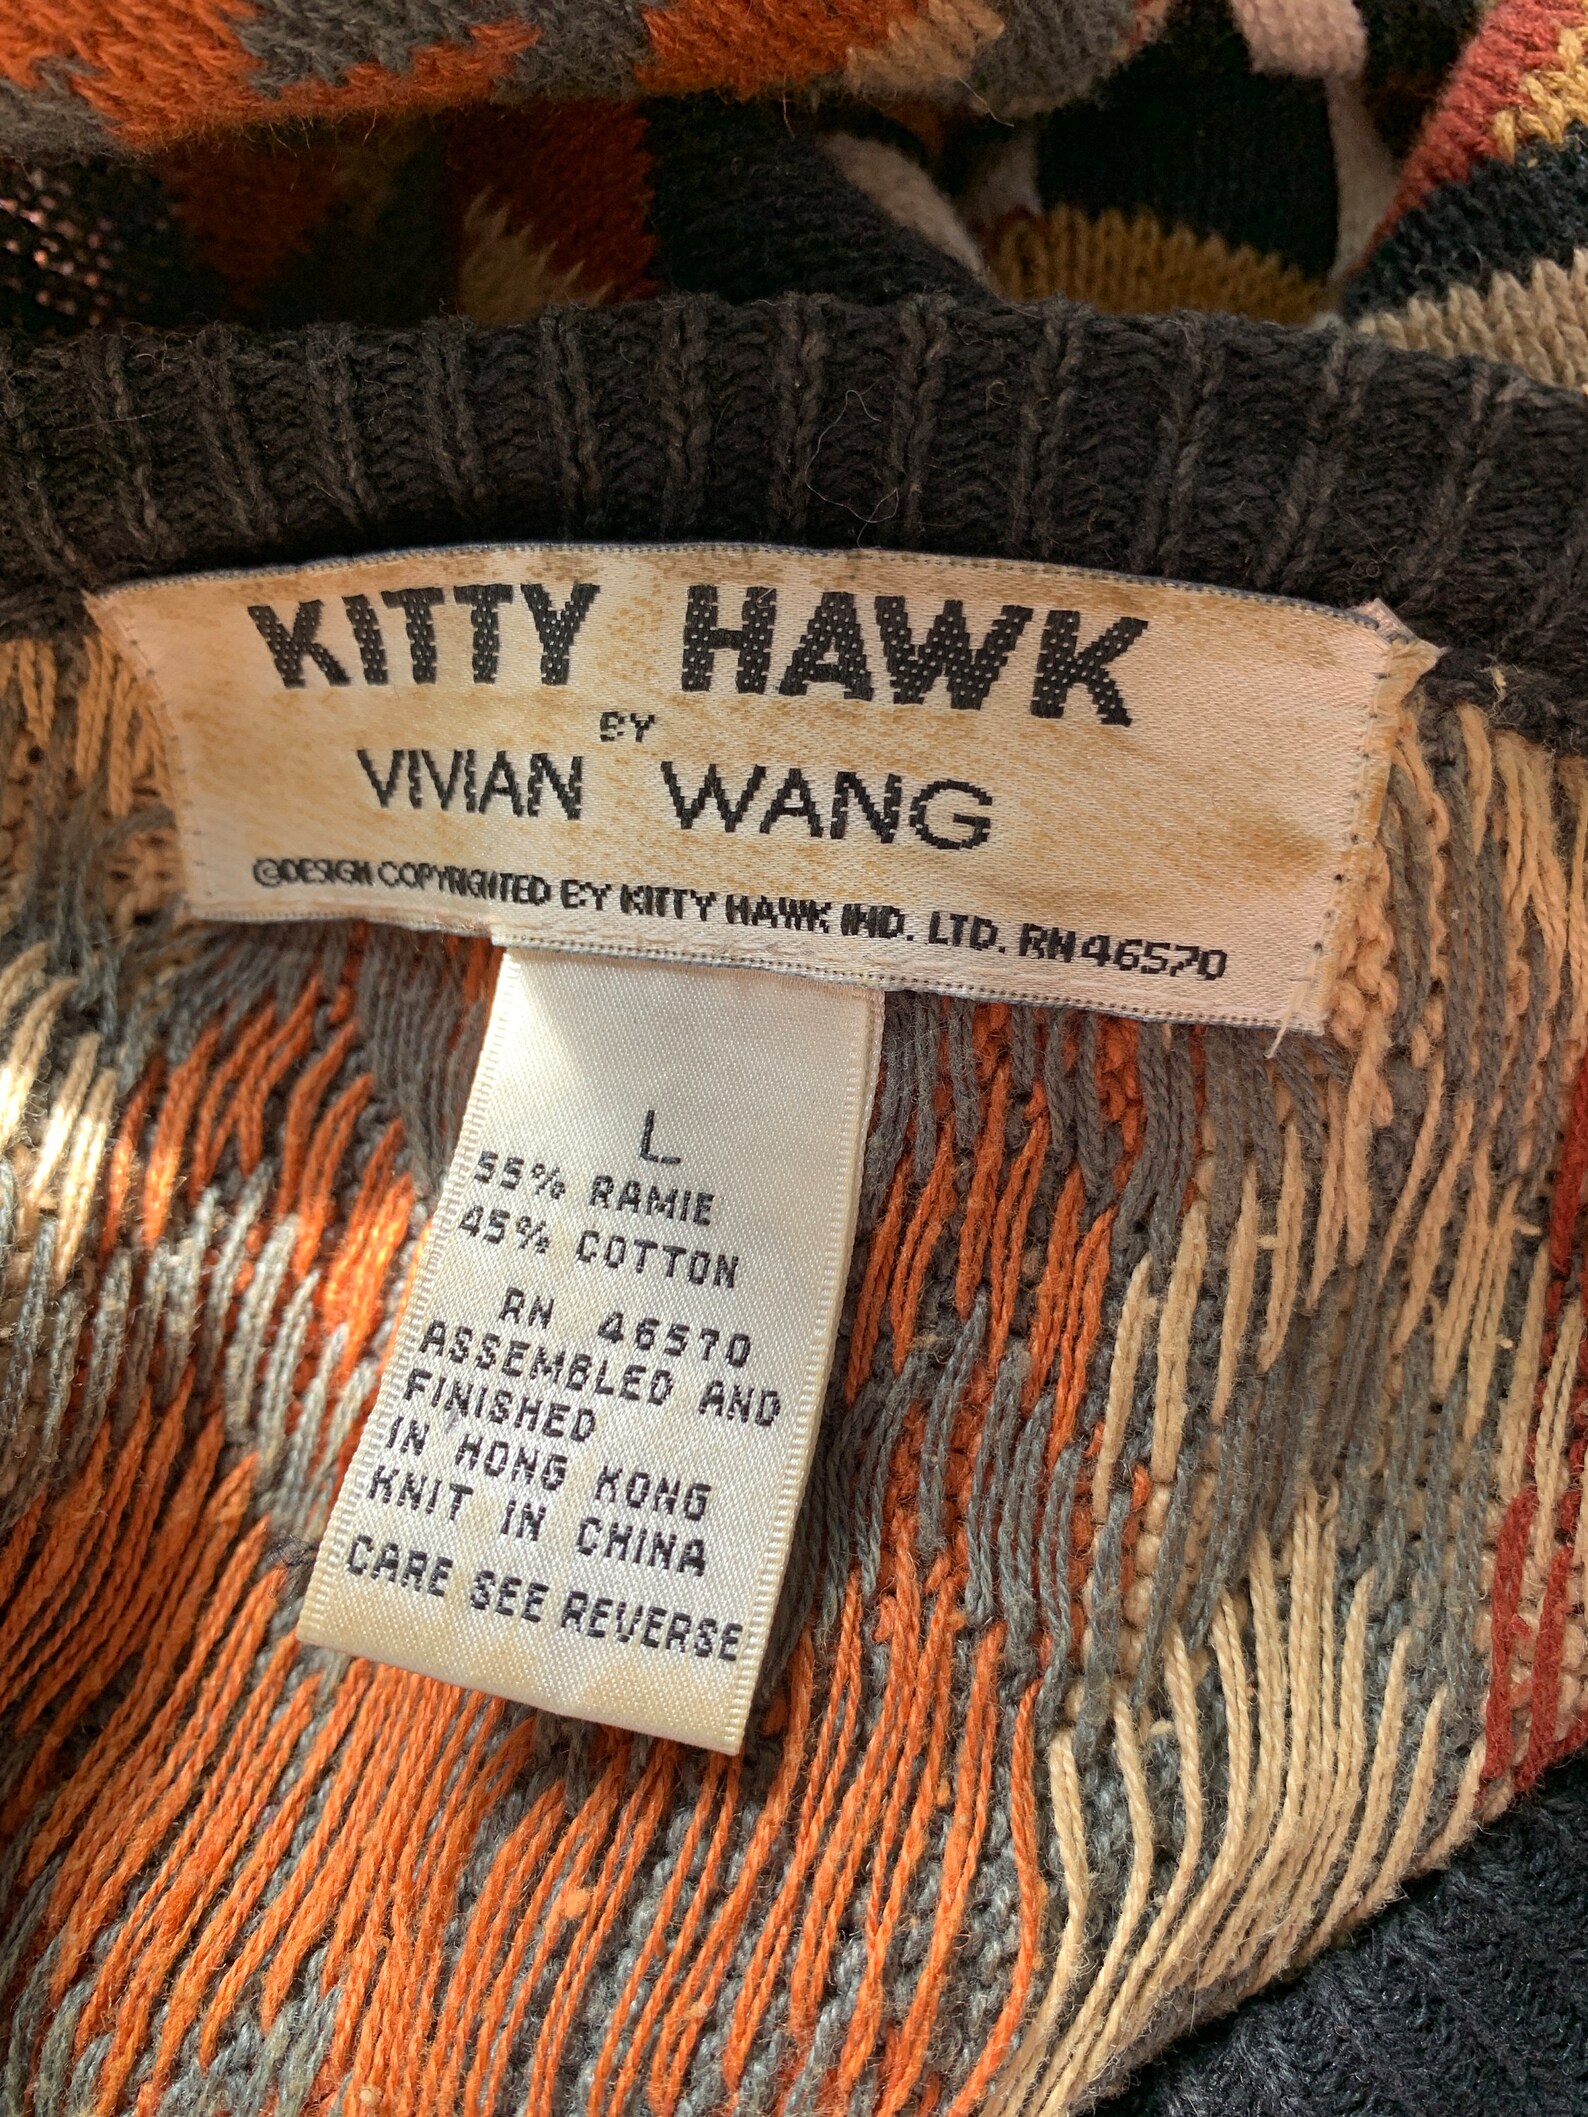 KITTY HAWK
BY
VIVIAN WANG
©DESIGN COPYRIGHTED BY KITTY HAWK IND. LTD. RN46570
L
55% RAMIE
45% COTTON
RN 46570
ASSEMBLED AND
FINISHED
IN HONG KONG
KNIT IN CHINA
CARE SEE REVERSE